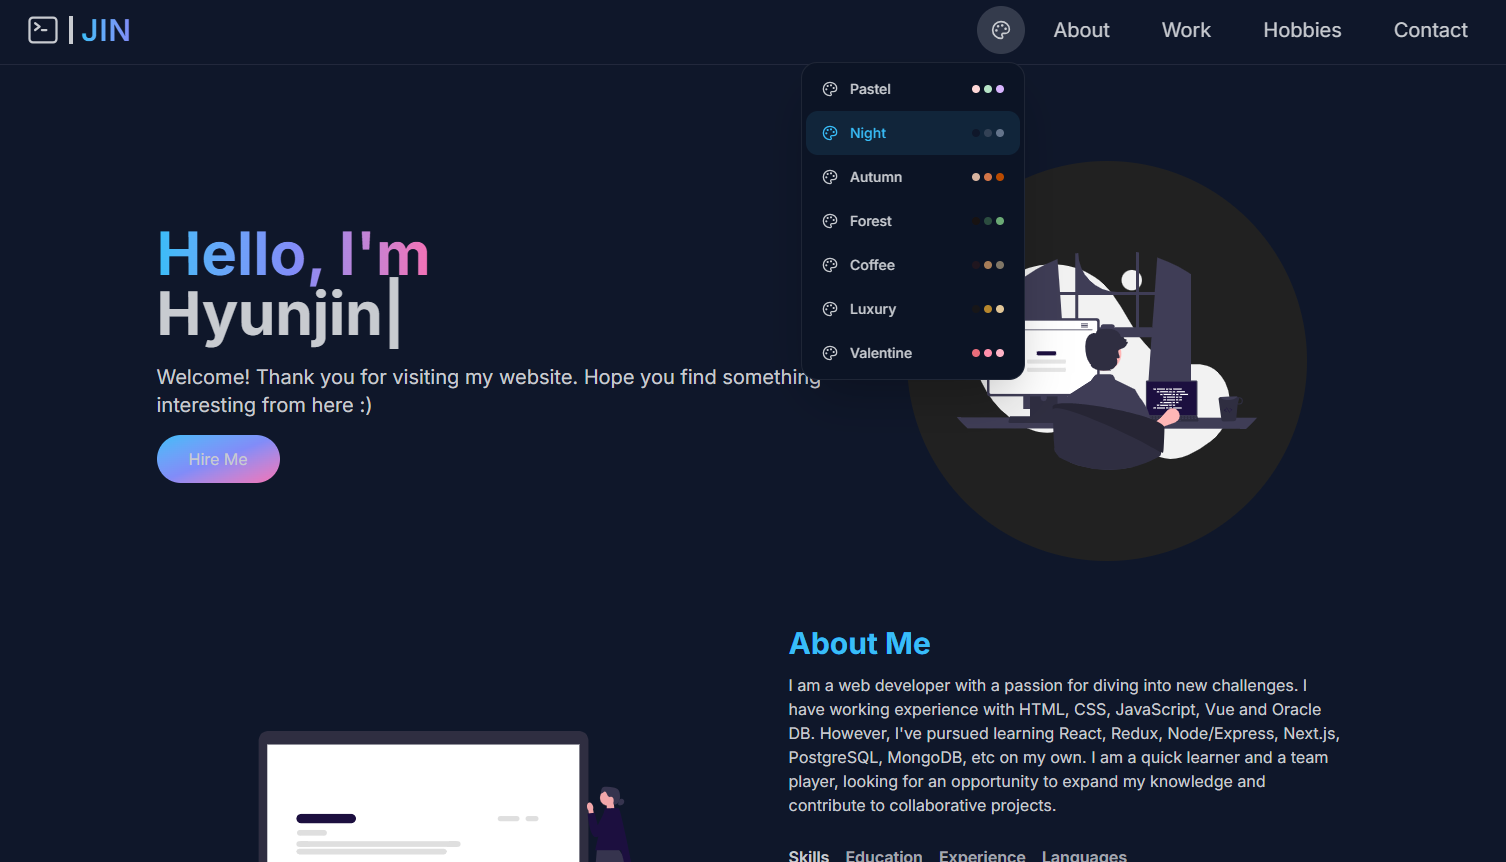 JIN
About
Work
Hobbies
Contact
Pastel
Night
Autumn
Forest
Coffee
Luxury
Valentine
Hello, I'm
Hyunjin
Welcome! Thank you for visiting my website. Hope you find something
interesting from here :)
Hire Me
About Me
I am a web developer with a passion for diving into new challenges. I
have working experience with HTML, CSS, JavaScript, Vue and Oracle
DB. However, I've pursued learning React, Redux, Node/Express, Next.js,
PostgreSQL, MongoDB, etc on my own. I am a quick learner and a team
player, looking for an opportunity to expand my knowledge and
contribute to collaborative projects.
Skills Education Experience Languages